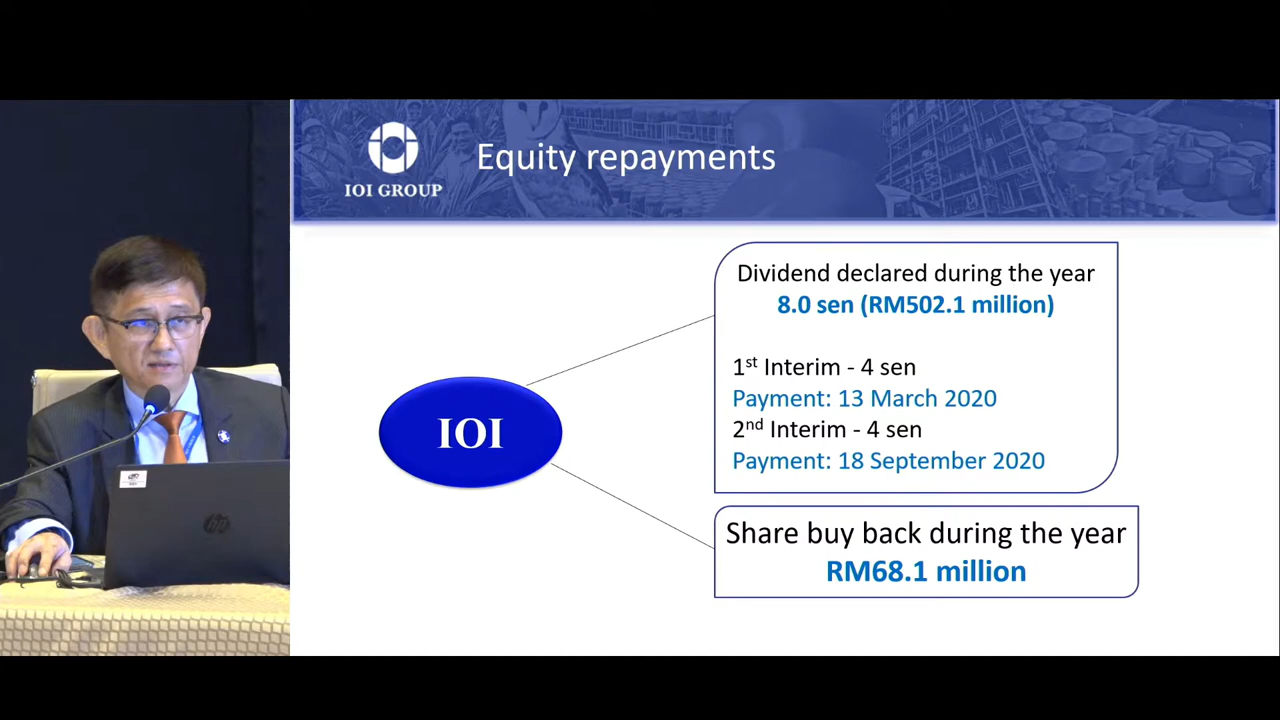 IOI GROUP
Equity repayments
Dividend declared during the year
8.0 sen (RM502.1 million)
1st Interim - 4 sen
Payment: 13 March 2020
2nd Interim - 4 sen
Payment: 18 September 2020
IOI
Share buy back during the year
RM68.1 million
hp